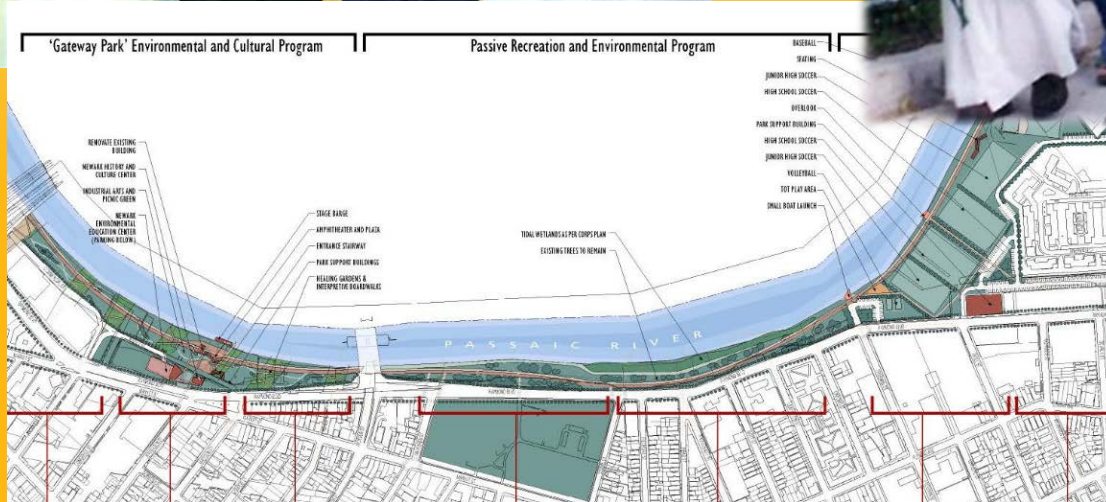 'Gateway Park' Environmental and Cultural Program
Passive Recreation and Environmental Program
RENOVATE EXISTING
BUILDING
NEWARK HISTORY AND
CULTURE CENTER
INDUSTRIAL ARTS AND
PICNIC GREEN
NEWARK
ENVIRONMENTAL
EDUCATION CENTER
(PARKING BELOW)
STAGE BARGE
AMPHITHEATER AND PLAZA
ENTRANCE STAIRWAY
PARK SUPPORT BUILDINGS
HEALING GARDENS &
INTERPRETIVE BOARDWALKS
TIDAL WETLANDS AS PER CORPS PLAN
EXISTING TREES TO REMAIN
BASEBALL
SEATING
JUNIOR HIGH SOCCER
HIGH SCHOOL SOCCER
OVERLOOK
PARK SUPPORT BUILDING
HIGH SCHOOL SOCCER
JUNIOR HIGH SOCCER
VOLLEYBALL
TOT PLAY AREA
SMALL BOAT LAUNCH
PASSAIC RIVER
RAYMOND BLVD
RAYMOND BLVD